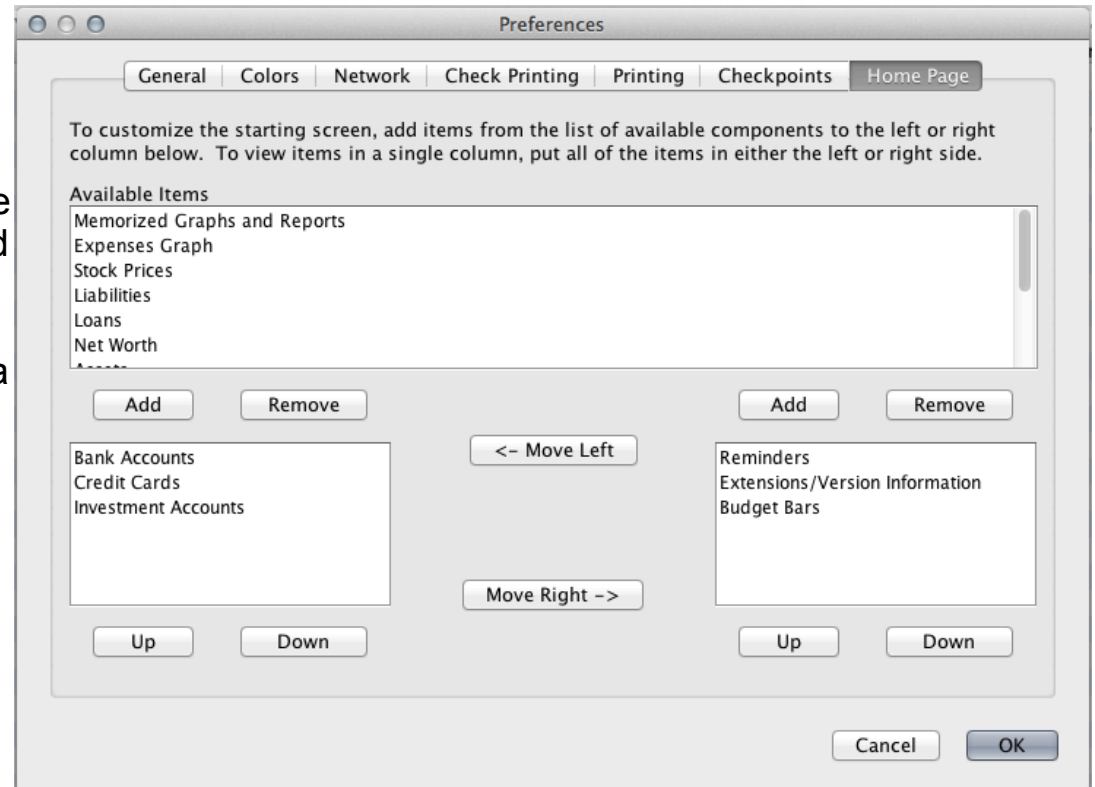 Preferences
General Colors Network Check Printing Printing Checkpoints Home Page
To customize the starting screen, add items from the list of available components to the left or right
column below.  To view items in a single column, put all of the items in either the left or right side.
Available Items
Memorized Graphs and Reports
Expenses Graph
Stock Prices
Liabilities
Loans
Net Worth
Add Remove Add Remove
<- Move Left
Bank Accounts
Credit Cards
Investment Accounts
Reminders
Extensions/Version Information
Budget Bars
Move Right ->
Up Down Up Down
Cancel OK